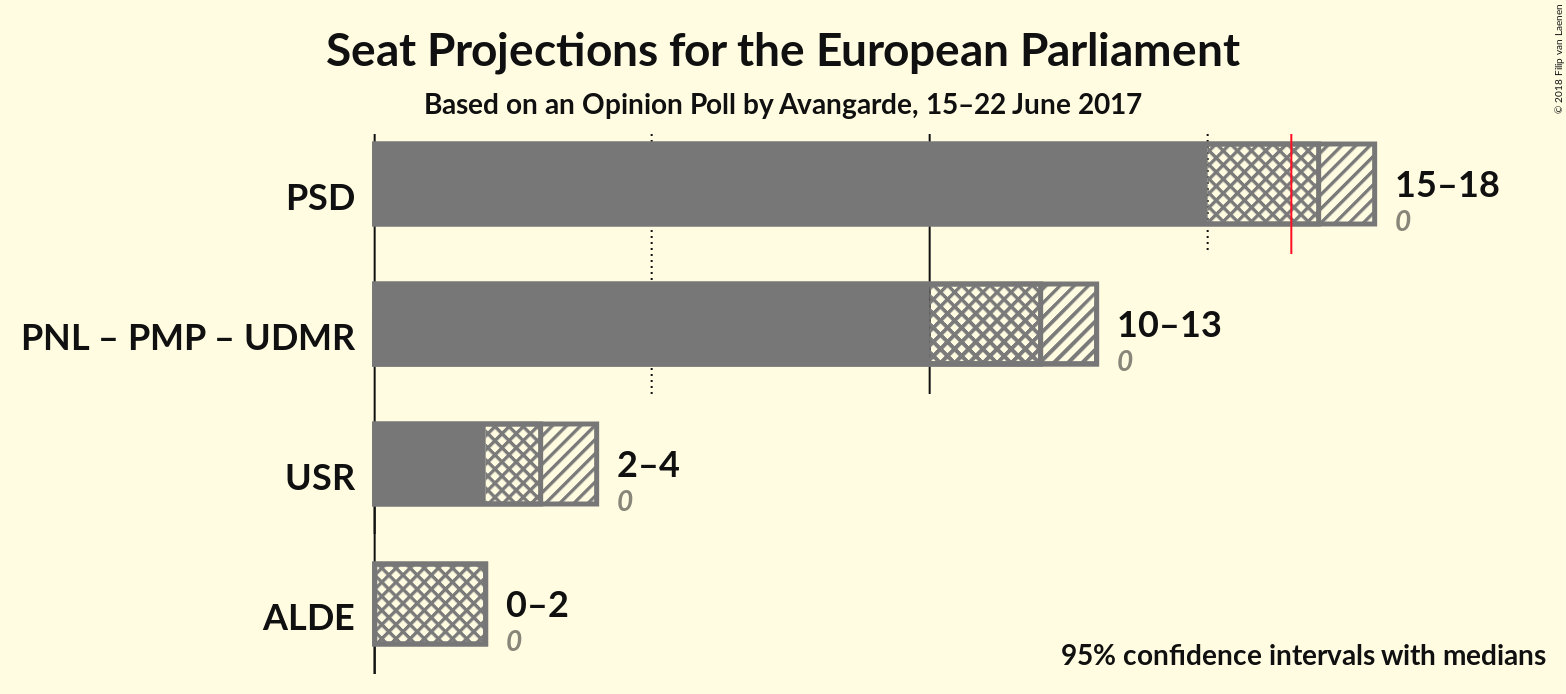 Seat Projections for the European Parliament
Based on an Opinion Poll by Avangarde, 15–22 June 2017
© 2018 Filip van Laenen
PSD
15–18
0
PNL – PMP – UDMR
10–13
0
USR
2–4
0
ALDE
0–2
0
95% confidence intervals with medians